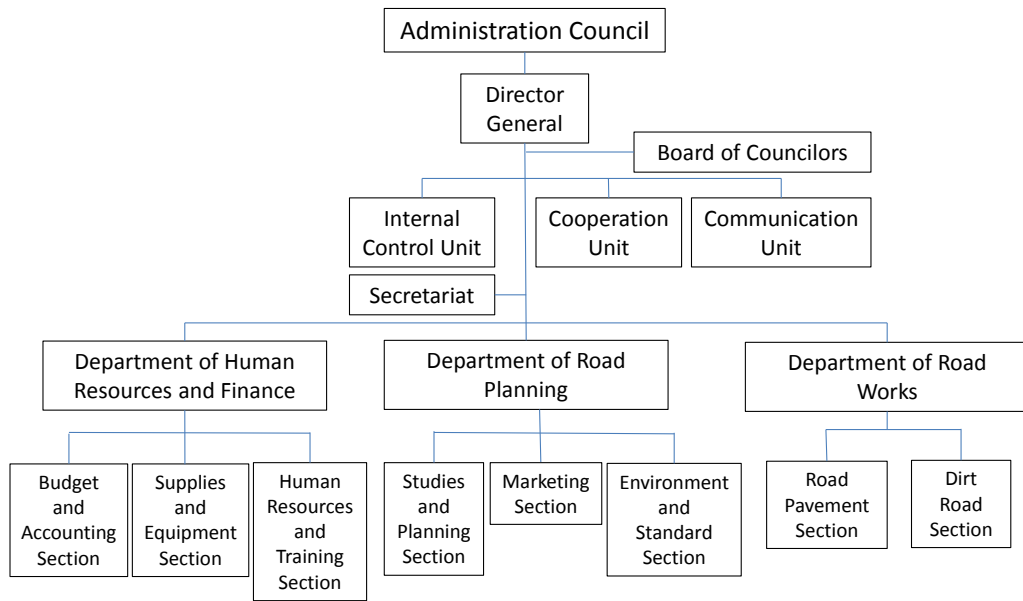 Administration Council
Director
General
Board of Councilors
Internal
Control Unit
Cooperation
Unit
Communication
Unit
Secretariat
Department of Human
Resources and Finance
Department of Road
Planning
Department of Road
Works
Budget
and
Accounting
Section
Supplies
and
Equipment
Section
Human
Resources
and
Training
Section
Studies
and
Planning
Section
Marketing
Section
Environment
and
Standard
Section
Road
Pavement
Section
Dirt
Road
Section